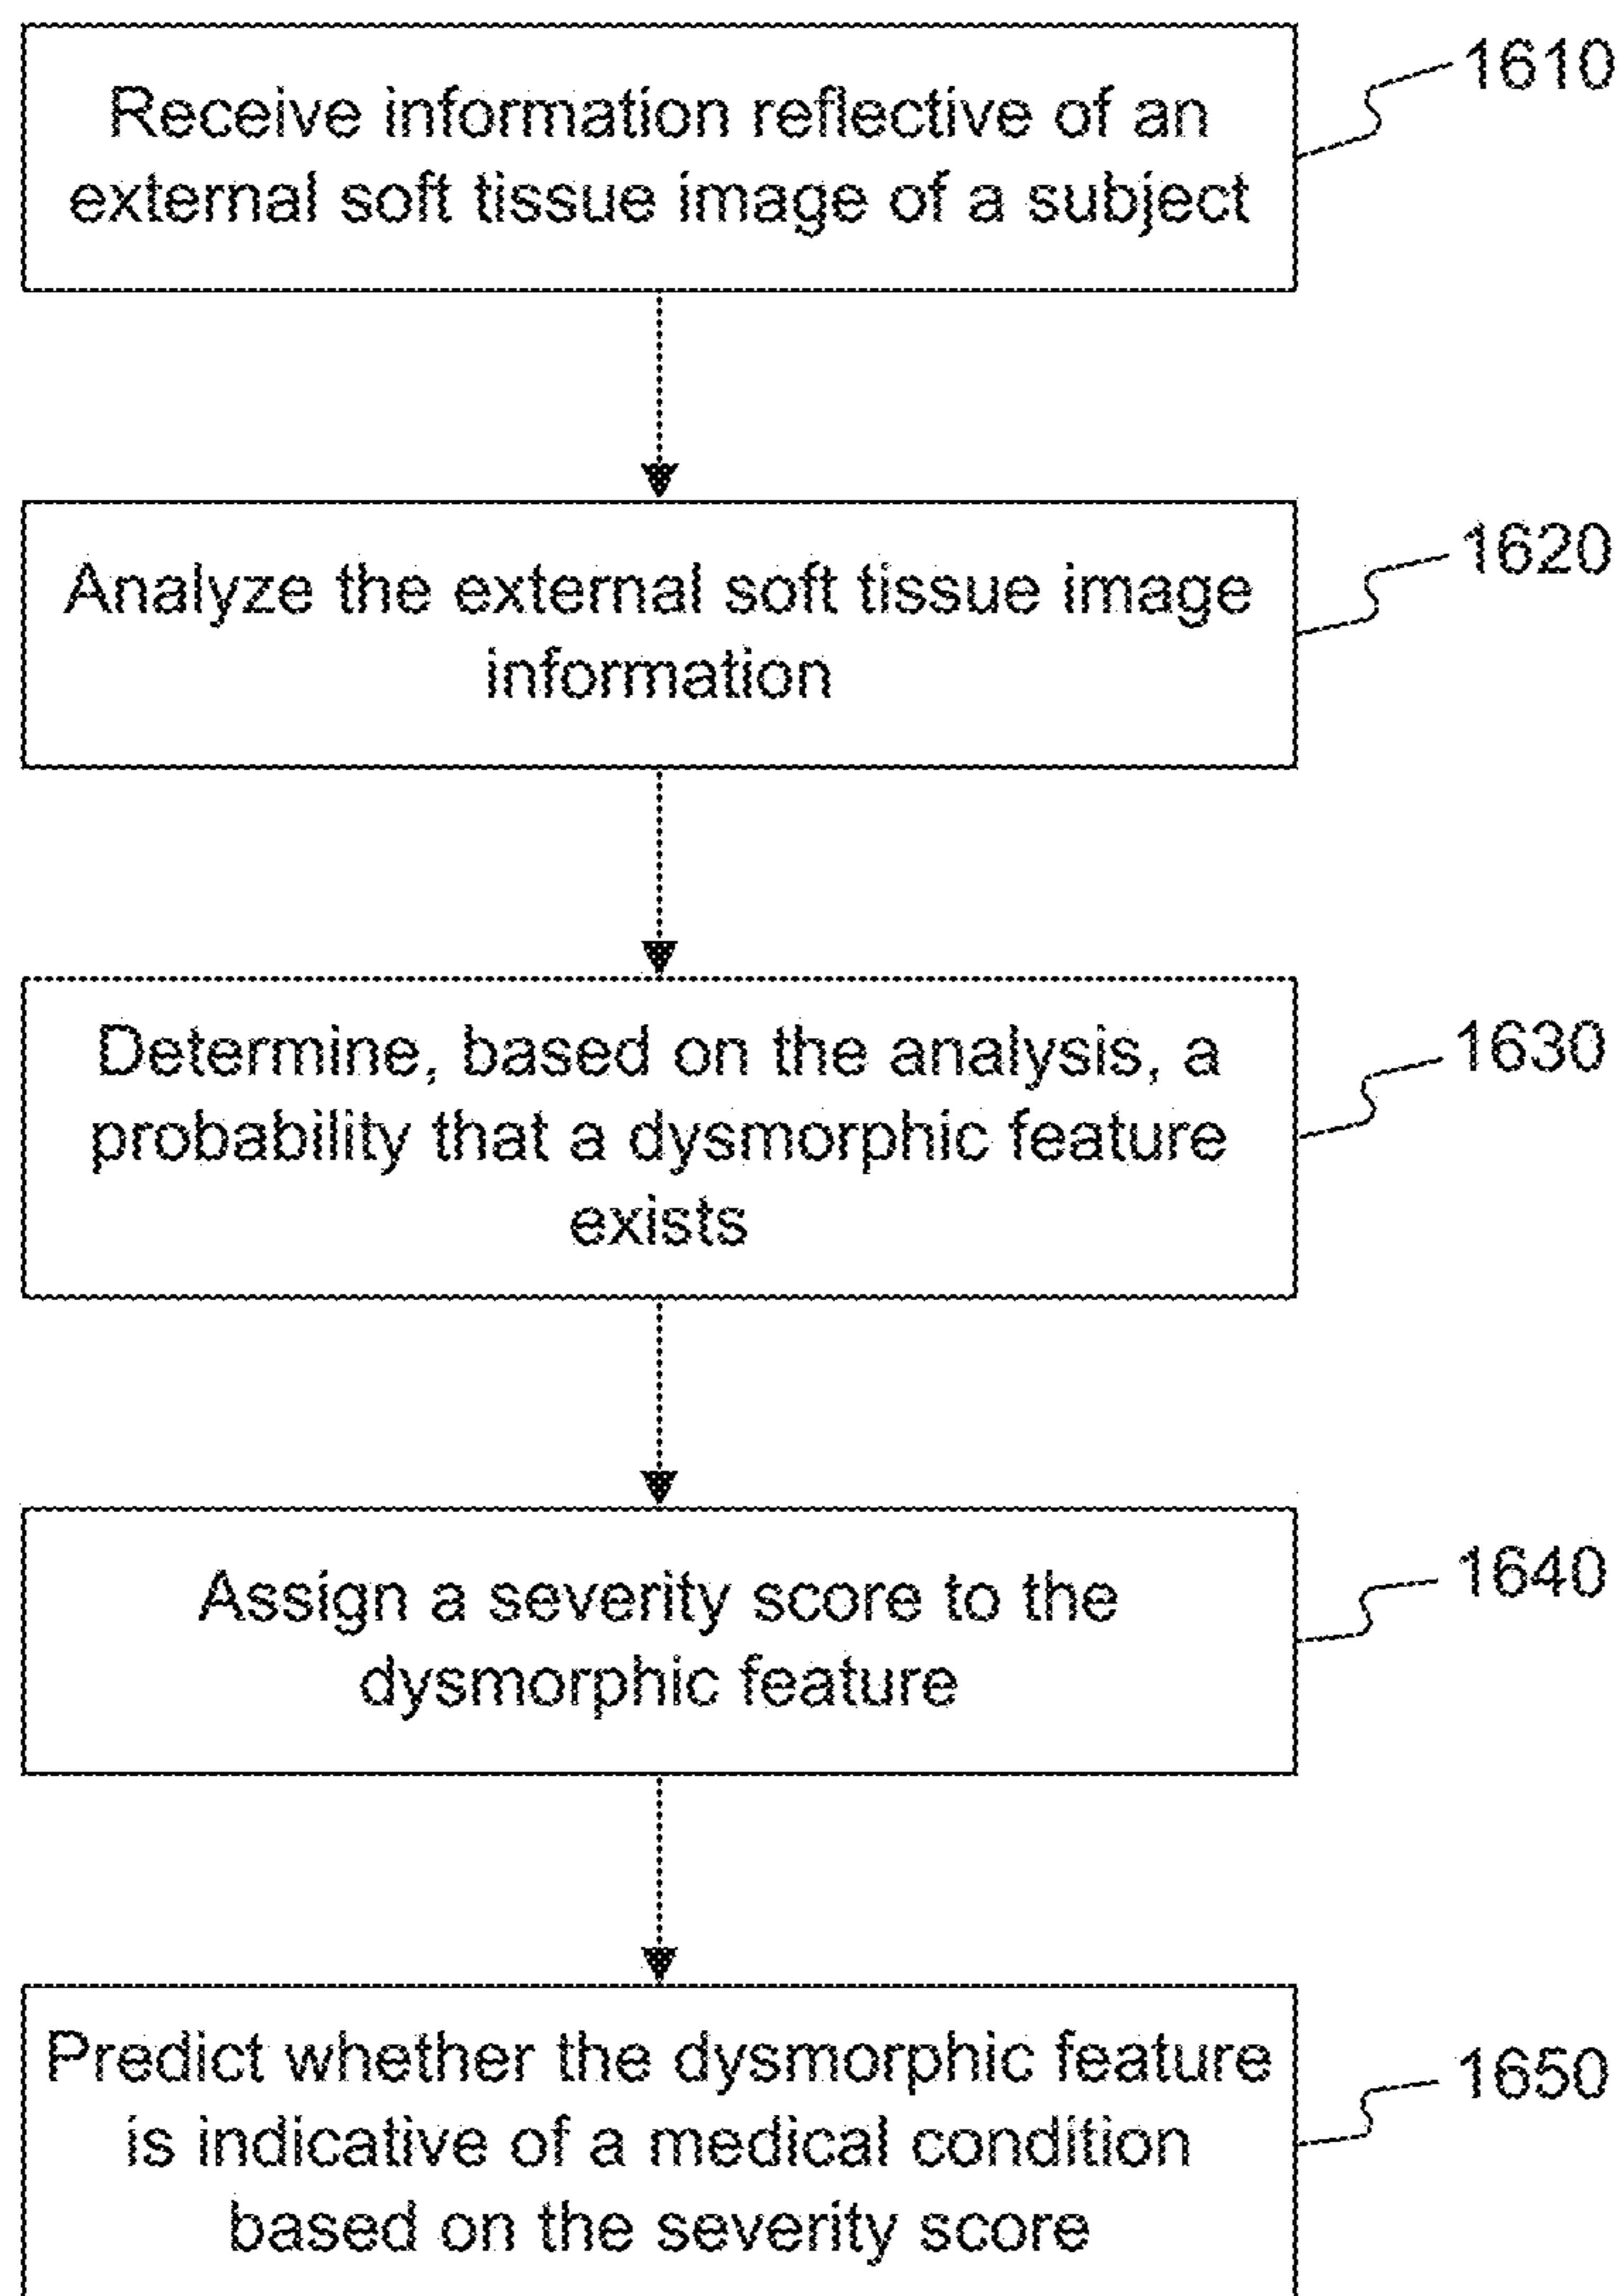 Receive information reflective of an
external soft tissue image of a subject
1610
Analyze the external soft tissue image
information
1620
Determine, based on the analysis, a
probability that a dysmorphic feature
exists
1630
Assign a severity score to the
dysmorphic feature
1640
Predict whether the dysmorphic feature
is indicative of a medical condition
based on the severity score
1650